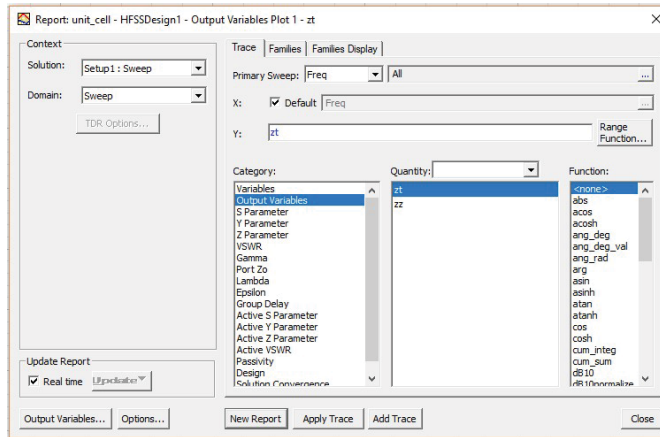 Report: unit_cell - HFSSDesign1 - Output Variables Plot 1 - zt
Context
Solution: Setup1 : Sweep
Domain: Sweep
TDR Options...
Update Report
Real time Update
Output Variables... Options...
Trace Families Families Display
Primary Sweep: Freq All ...
X: Default Freq ...
Y: zt Range Function...
Category:
Variables
Output Variables
S Parameter
Y Parameter
Z Parameter
VSWR
Gamma
Port Zo
Lambda
Epsilon
Group Delay
Active S Parameter
Active Y Parameter
Active Z Parameter
Active VSWR
Passivity
Design
Solution Convergence
Quantity:
zt
zz
Function:
<none>
abs
acos
acosh
ang_deg
ang_deg_val
ang_rad
arg
asin
asinh
atan
atanh
cos
cosh
cum_integ
cum_sum
dB10
dB10normalize
New Report Apply Trace Add Trace Close